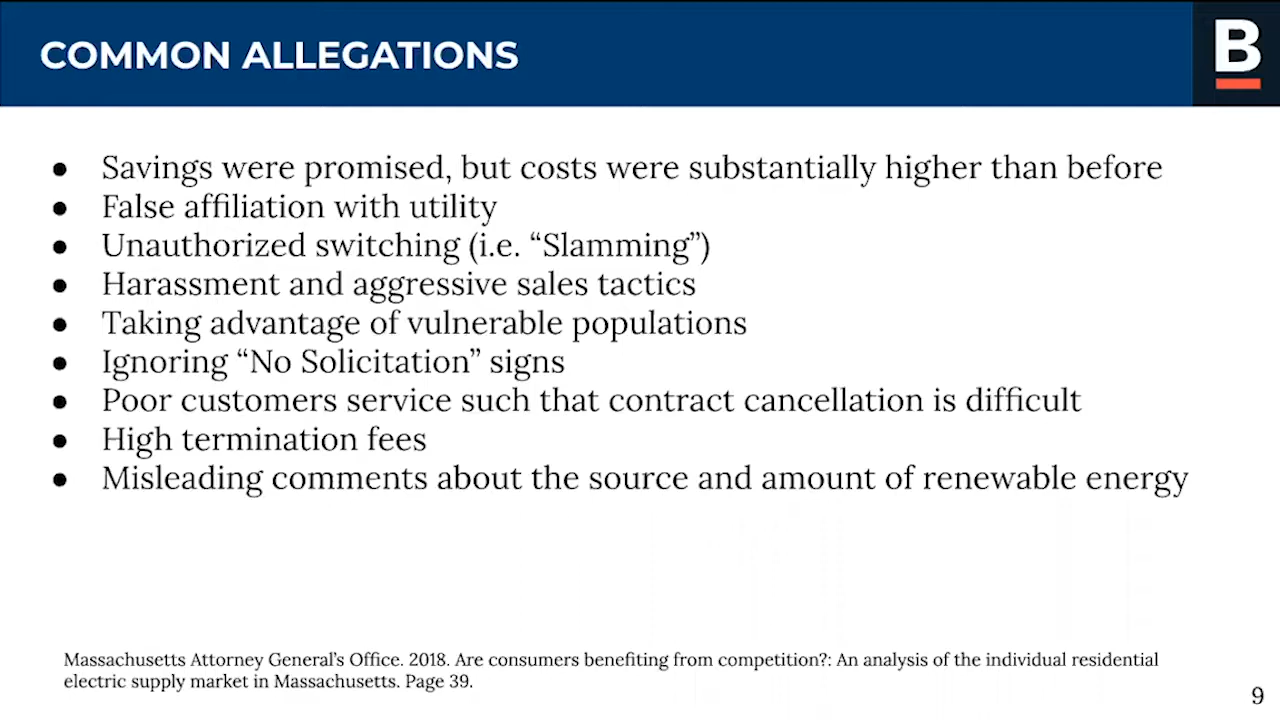 COMMON ALLEGATIONS
B
● Savings were promised, but costs were substantially higher than before
● False affiliation with utility
● Unauthorized switching (i.e. “Slamming”)
● Harassment and aggressive sales tactics
● Taking advantage of vulnerable populations
● Ignoring “No Solicitation” signs
● Poor customers service such that contract cancellation is difficult
● High termination fees
● Misleading comments about the source and amount of renewable energy
Massachusetts Attorney General’s Office. 2018. Are consumers benefiting from competition?: An analysis of the individual residential
electric supply market in Massachusetts. Page 39.
9